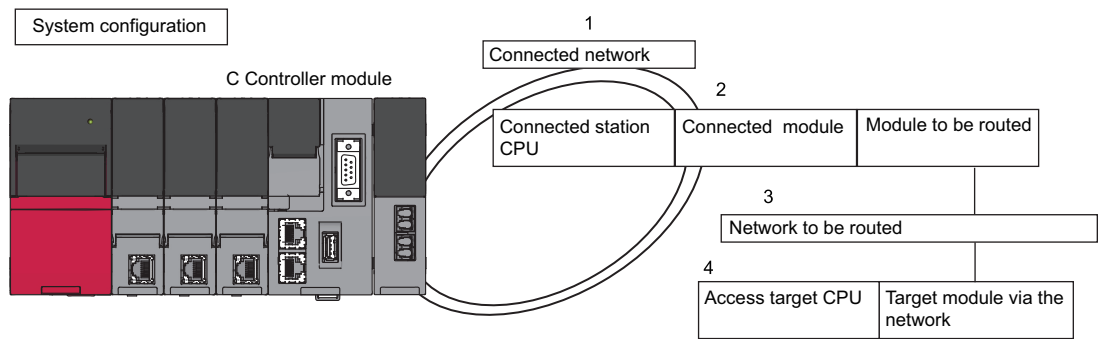 System configuration
1
Connected network
C Controller module
2
Connected station
CPU
Connected module
Module to be routed
3
Network to be routed
4
Access target CPU
Target module via the
network